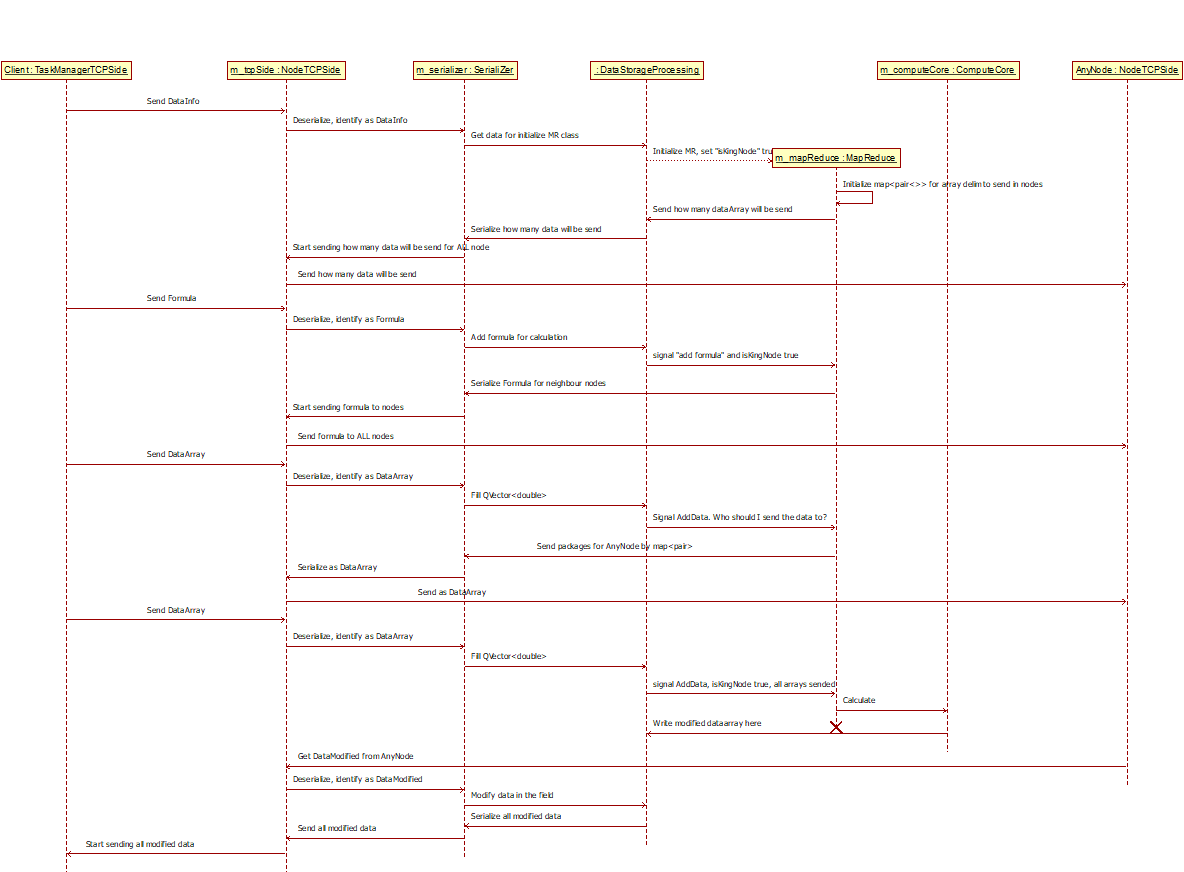 Client : TaskManagerTCPSide
m_tcpSide : NodeTCPSide
m_serializer : SerialiZer
: DataStorageProcessing
m_computeCore : ComputeCore
AnyNode : NodeTCPSide
Send DataInfo
Deserialize, identify as DataInfo
Get data for initialize MR class
Initialize MR, set "isKingNode" tru
m_mapReduce : MapReduce
Initialize map<pair<>> for array delim to send in nodes
Send how many dataArray will be send
Serialize how many data will be send
Start sending how many data will be send for ALL node
Send how many data will be send
Send Formula
Deserialize, identify as Formula
Add formula for calculation
signal "add formula" and isKingNode true
Serialize Formula for neighbour nodes
Start sending formula to nodes
Send formula to ALL nodes
Send DataArray
Deserialize, identify as DataArray
Fill QVector<double>
Signal AddData. Who should I send the data to?
Send packages for AnyNode by map<pair>
Serialize as DataArray
Send as DataArray
Send DataArray
Deserialize, identify as DataArray
Fill QVector<double>
signal AddData, isKingNode true, all arrays sended
Calculate
Write modified dataarray here
Get DataModified from AnyNode
Deserialize, identify as DataModified
Modify data in the field
Serialize all modified data
Send all modified data
Start sending all modified data